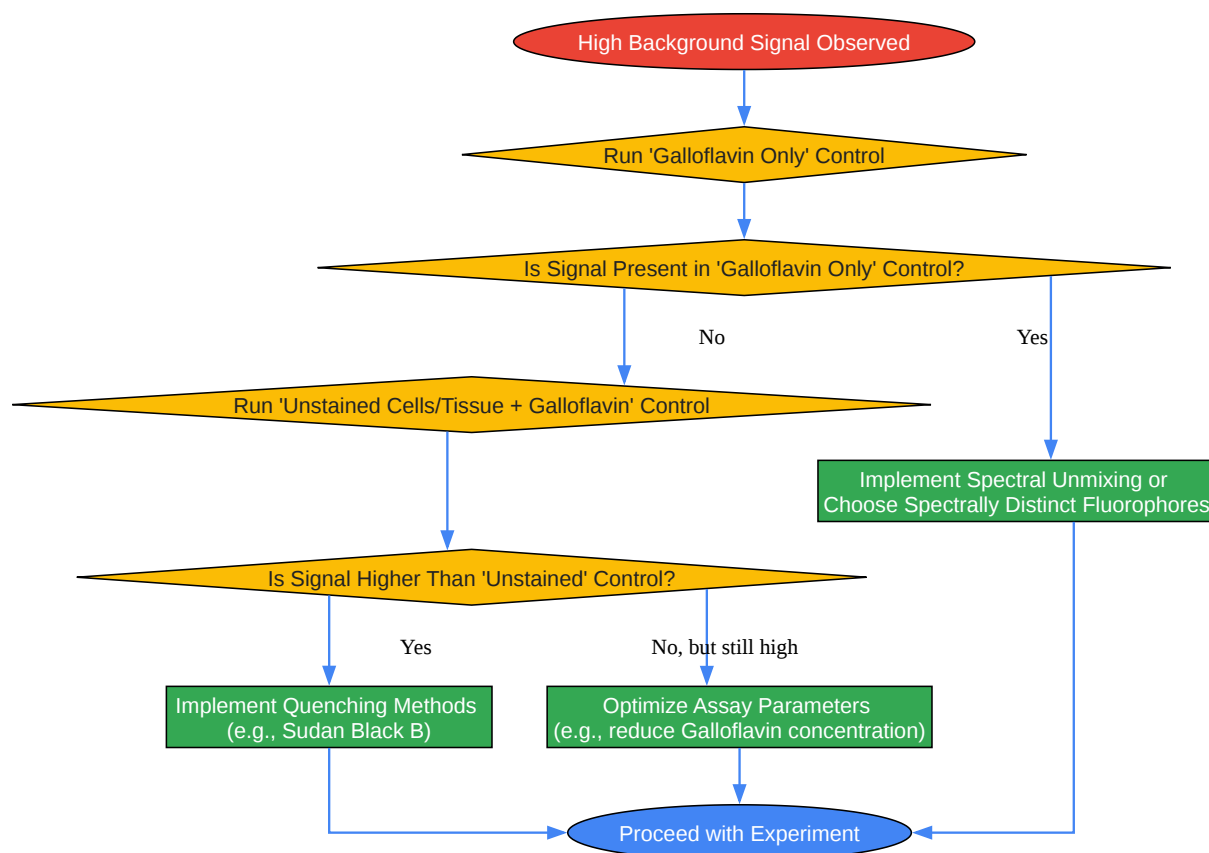 High Background Signal Observed
Run 'Galloflavin Only' Control
Is Signal Present in 'Galloflavin Only' Control?
No
Yes
Run 'Unstained Cells/Tissue + Galloflavin' Control
Implement Spectral Unmixing or
Choose Spectrally Distinct Fluorophores
Is Signal Higher Than 'Unstained' Control?
Yes
No, but still high
Implement Quenching Methods
(e.g., Sudan Black B)
Optimize Assay Parameters
(e.g., reduce Galloflavin concentration)
Proceed with Experiment